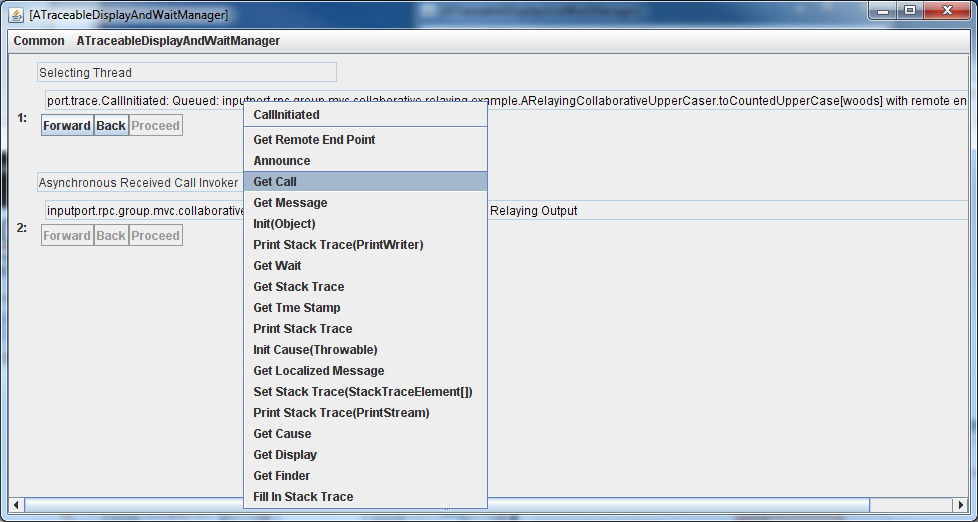 [ATraceableDisplayAndWaitManager]
Common ATraceableDisplayAndWaitManager
Selecting Thread
port.trace.CallInitiated: Queued: inputport.rpc.group.mvc.collaborative.relaying.example.ARelayingCollaborativeUpperCaser.toCountedUpperCase[woods] with remote en
1:
Forward Back Proceed
CallInitiated
Get Remote End Point
Announce
Asynchronous Received Call Invoker
Get Call
Get Message
inputport.rpc.group.mvc.collaborative
Relaying Output
2:
Forward Back Proceed
Init(Object)
Print Stack Trace(PrintWriter)
Get Wait
Get Stack Trace
Get Tme Stamp
Print Stack Trace
Init Cause(Throwable)
Get Localized Message
Set Stack Trace(StackTraceElement[])
Print Stack Trace(PrintStream)
Get Cause
Get Display
Get Finder
Fill In Stack Trace